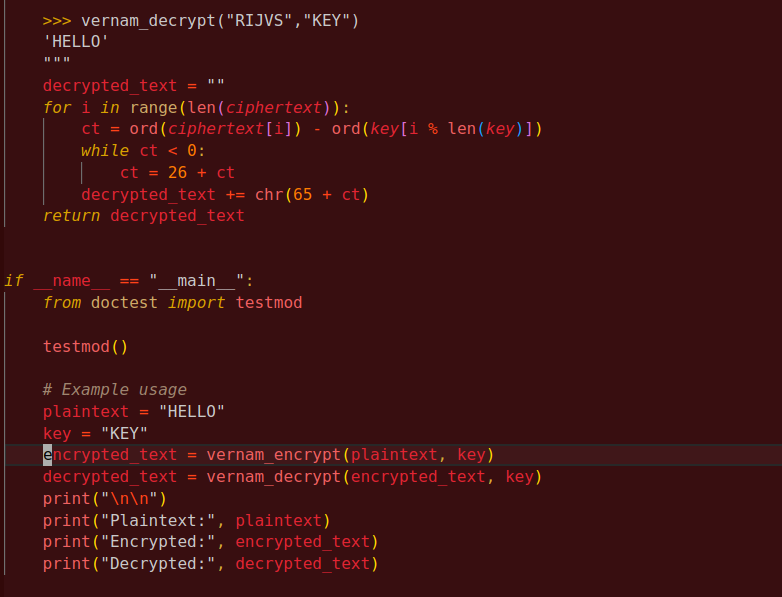 >>> vernam_decrypt("RIJVS","KEY")
    'HELLO'
    """
    decrypted_text = ""
    for i in range(len(ciphertext)):
        ct = ord(ciphertext[i]) - ord(key[i % len(key)])
        while ct < 0:
            ct = 26 + ct
        decrypted_text += chr(65 + ct)
    return decrypted_text


if __name__ == "__main__":
    from doctest import testmod

    testmod()

    # Example usage
    plaintext = "HELLO"
    key = "KEY"
    encrypted_text = vernam_encrypt(plaintext, key)
    decrypted_text = vernam_decrypt(encrypted_text, key)
    print("\n\n")
    print("Plaintext:", plaintext)
    print("Encrypted:", encrypted_text)
    print("Decrypted:", decrypted_text)